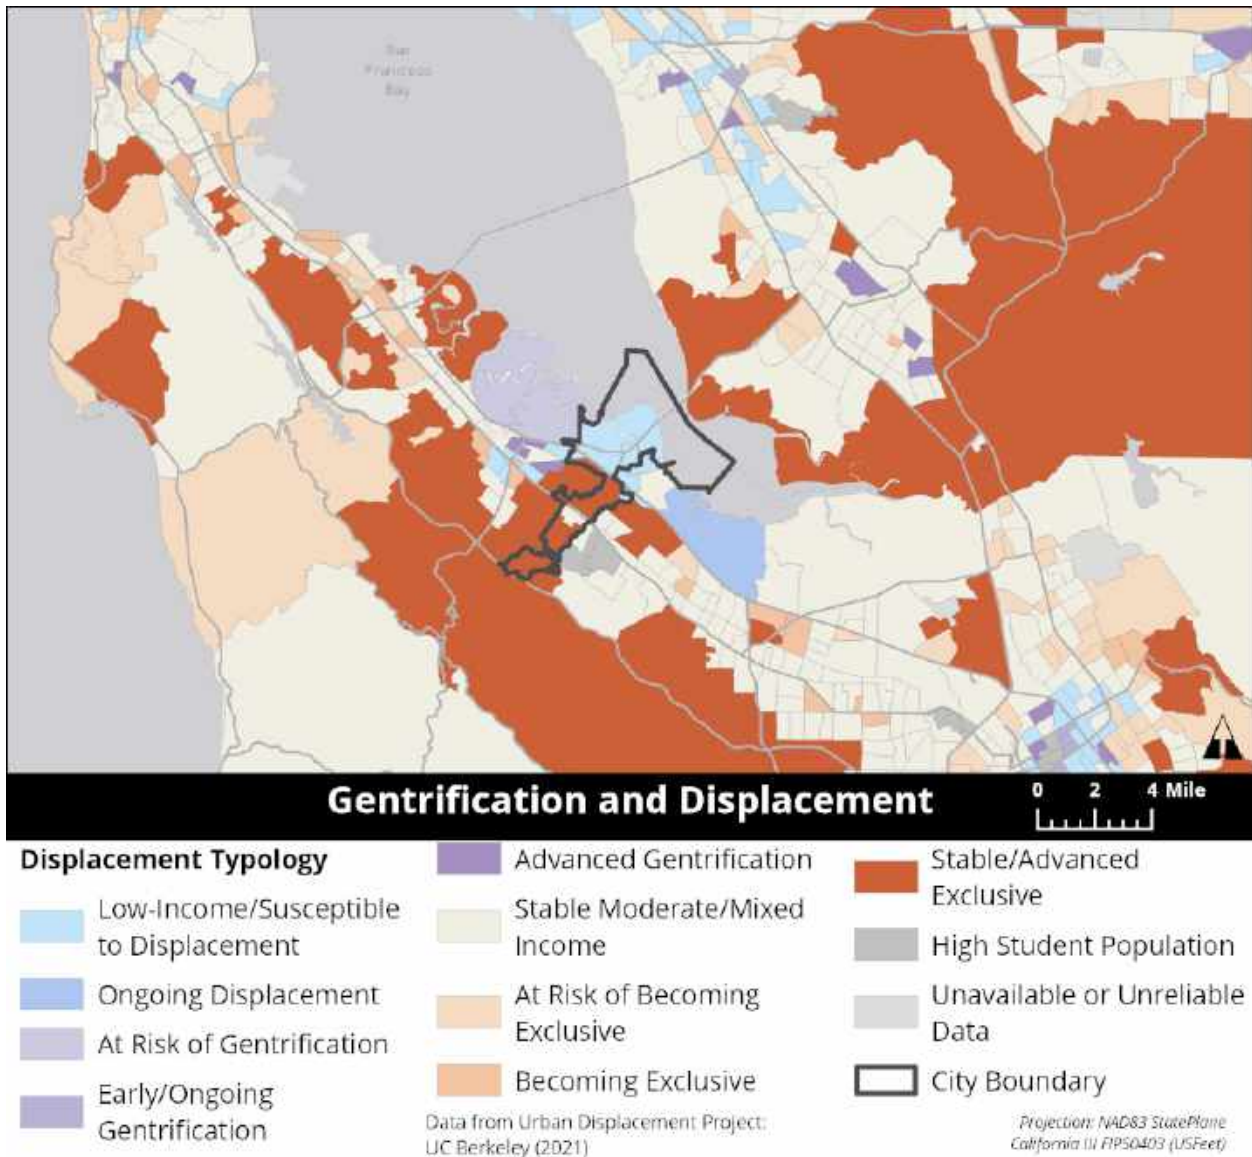 San
Francisco
Bay
Gentrification and Displacement
0 2 4 Mile
Displacement Typology
Low-Income/Susceptible
to Displacement
Ongoing Displacement
At Risk of Gentrification
Early/Ongoing
Gentrification
Advanced Gentrification
Stable Moderate/Mixed
Income
At Risk of Becoming
Exclusive
Becoming Exclusive
Data from Urban Displacement Project:
UC Berkeley (2021)
Stable/Advanced
Exclusive
High Student Population
Unavailable or Unreliable
Data
City Boundary
Projection: NAD83 StatePlane
California III FIPS0403 (USFeet)